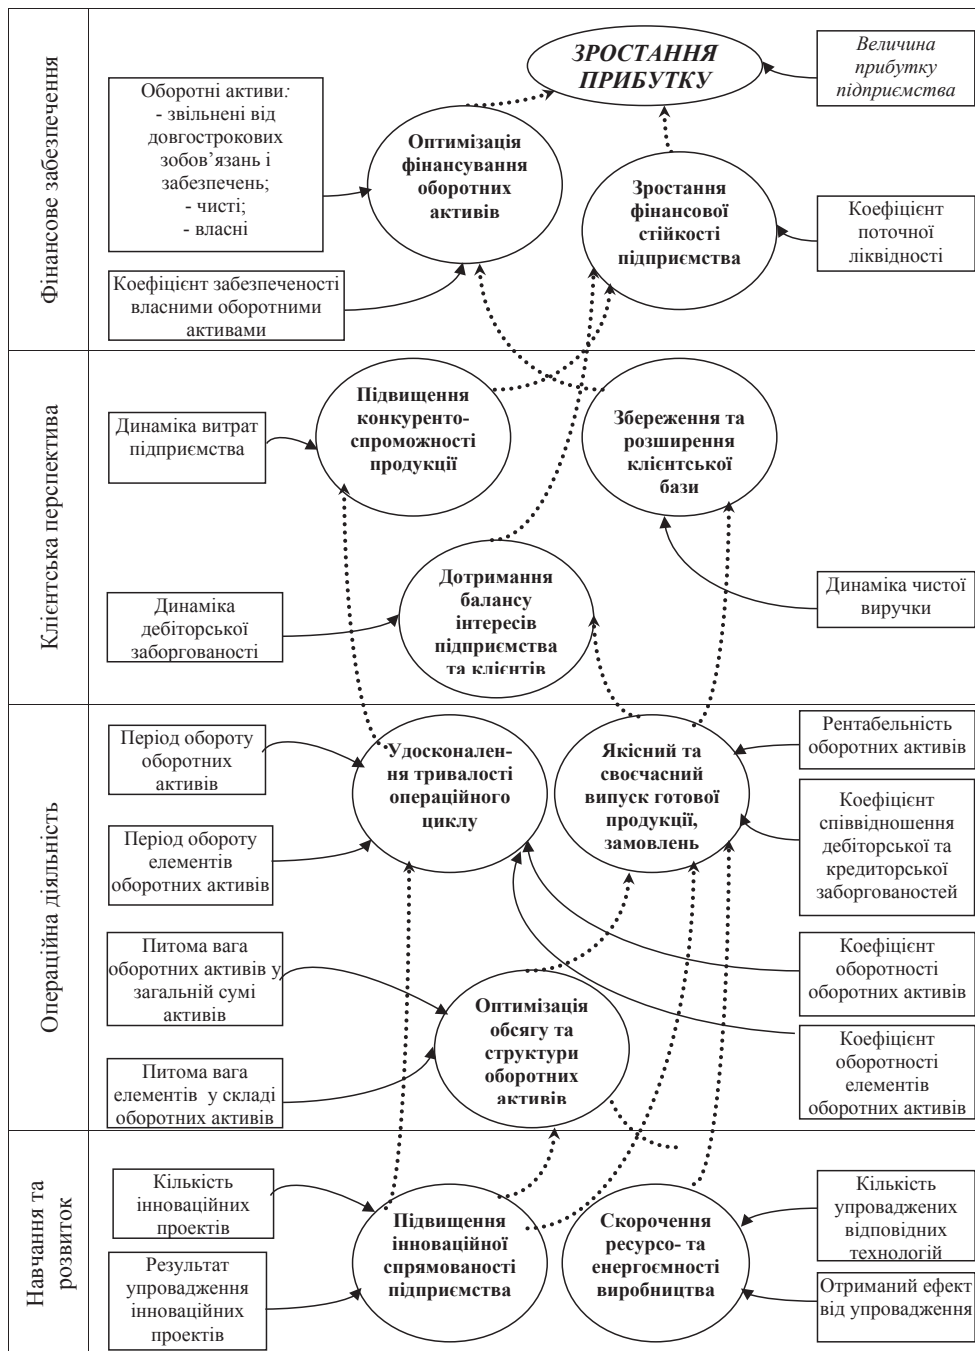 Фінансове забезпечення
ЗРОСТАННЯ
ПРИБУТКУ
Величина
прибутку
підприємства
Оборотні активи:
- звільнені від
довгострокових
зобов’язань і
забезпечень;
- чисті;
- власні
Оптимізація
фінансування
оборотних
активів
Зростання
фінансової
стійкості
підприємства
Коефіцієнт
поточної
ліквідності
Коефіцієнт забезпеченості
власними оборотними
активами
Клієнтська перспектива
Динаміка витрат
підприємства
Підвищення
конкуренто-
спроможності
продукції
Збереження та
розширення
клієнтської
бази
Динаміка
дебіторської
заборгованості
Дотримання
балансу
інтересів
підприємства
та клієнтів
Динаміка чистої
виручки
Операційна діяльність
Період обороту
оборотних
активів
Удосконален-
ня тривалості
операційного
циклу
Якісний та
своєчасний
випуск готової
продукції,
замовлень
Рентабельність
оборотних активів
Коефіцієнт
співвідношення
дебіторської та
кредиторської
заборгованостей
Період обороту
елементів
оборотних активів
Питома вага
оборотних активів у
загальній сумі
активів
Оптимізація
обсягу та
структури
оборотних
активів
Коефіцієнт
оборотності
оборотних активів
Коефіцієнт
оборотності
елементів
оборотних активів
Питома вага
елементів у складі
оборотних активів
Навчання та
розвиток
Кількість
інноваційних
проектів
Підвищення
інноваційної
спрямованості
підприємства
Скорочення
ресурсо- та
енергоємності
виробництва
Кількість
упроваджених
відповідних
технологій
Результат
упровадження
інноваційних
проектів
Отриманий ефект
від упровадження